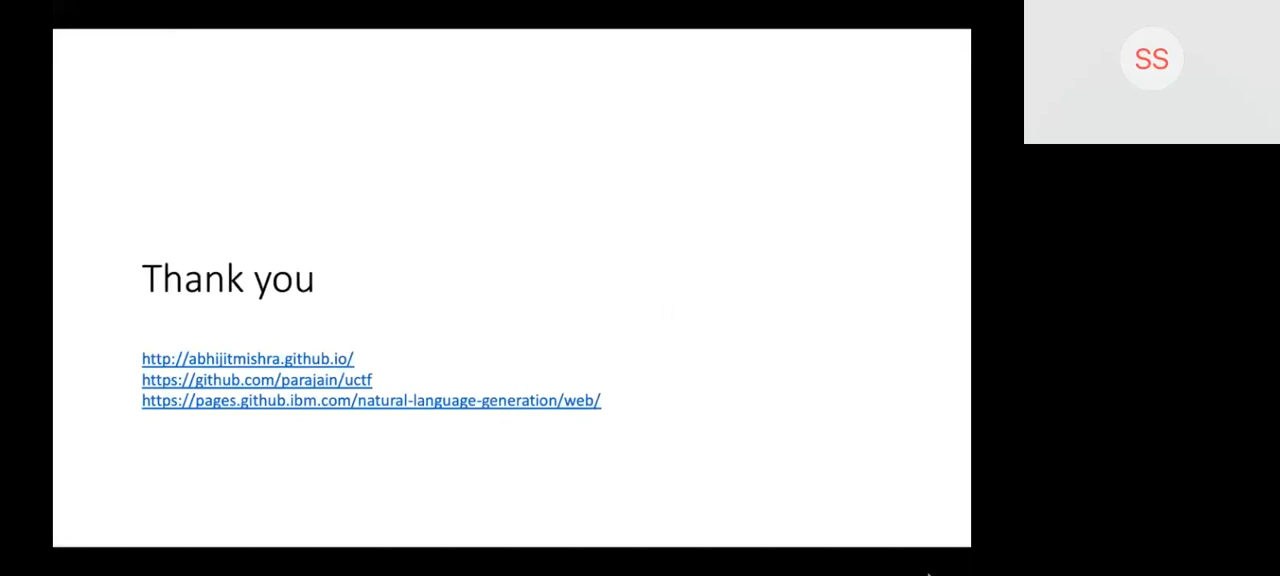 SS
Thank you
http://abhijitmishra.github.io/
https://github.com/parajain/uctf
https://pages.github.ibm.com/natural-language-generation/web/